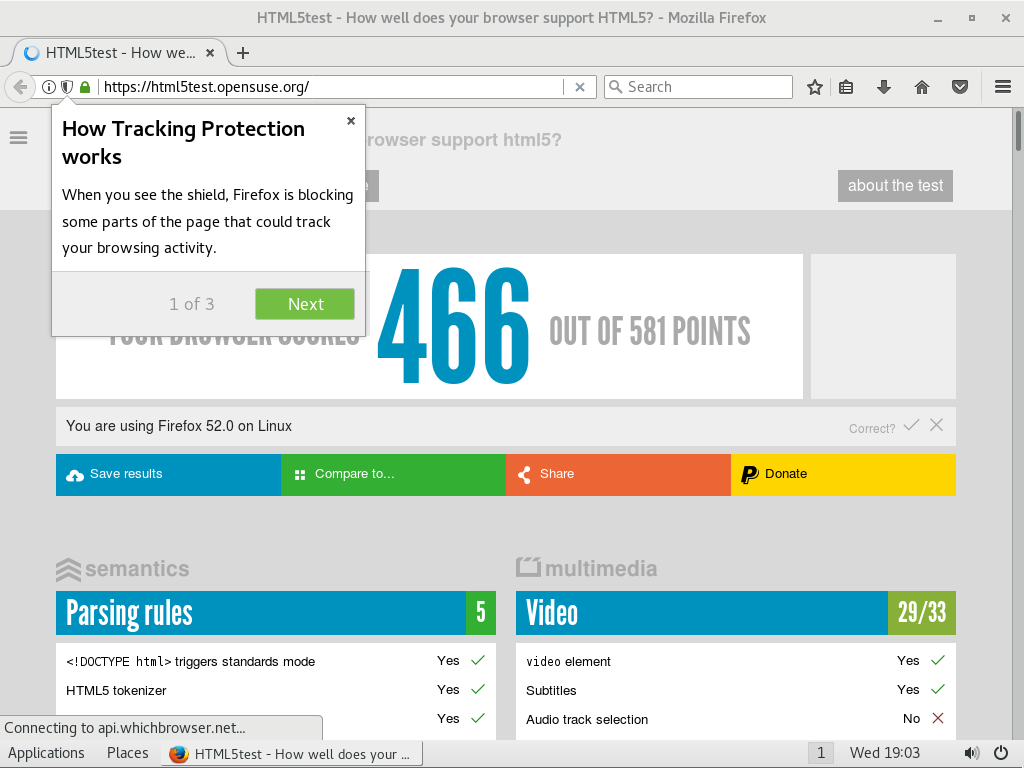 HTML5test - How well does your browser support HTML5? - Mozilla Firefox
HTML5test - How we...
https://html5test.opensuse.org/
Search
How Tracking Protection
works
When you see the shield, Firefox is blocking
some parts of the page that could track
your browsing activity.
1 of 3
Next
browser support html5?
about the test
YOUR BROWSER SCORES
466
OUT OF 581 POINTS
You are using Firefox 52.0 on Linux
Correct?
Save results
Compare to...
Share
Donate
semantics
Parsing rules 5
<!DOCTYPE html> triggers standards mode Yes
HTML5 tokenizer Yes
Yes
multimedia
Video 29/33
video element Yes
Subtitles Yes
Audio track selection No
Connecting to api.whichbrowser.net...
Applications Places HTML5test - How well does your ... 1 Wed 19:03